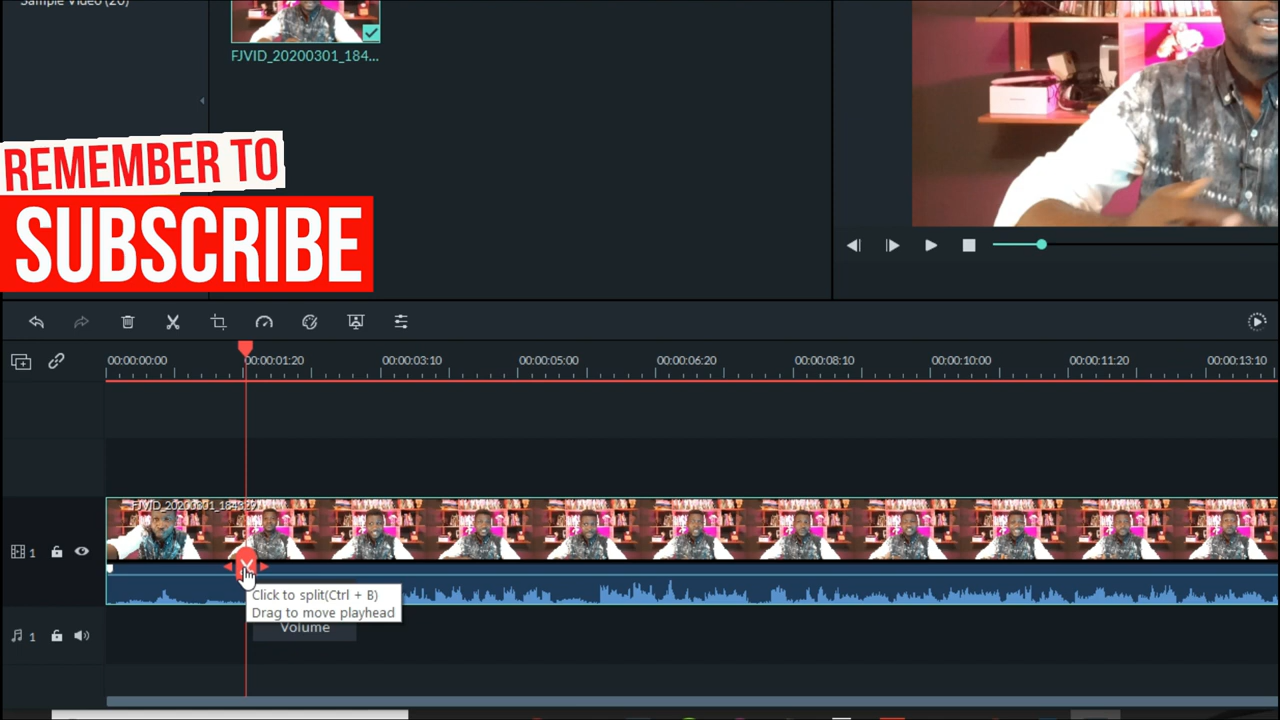 Sample Video (20)
FJVID_20200301_184...
REMEMBER TO
SUBSCRIBE
00:00:00:00
00:00:01:20
00:00:03:10
00:00:05:00
00:00:06:20
00:00:08:10
00:00:10:00
00:00:11:20
00:00:13:10
FJVID_20200301_184329
1
Click to split(Ctrl + B)
Drag to move playhead
Volume
1